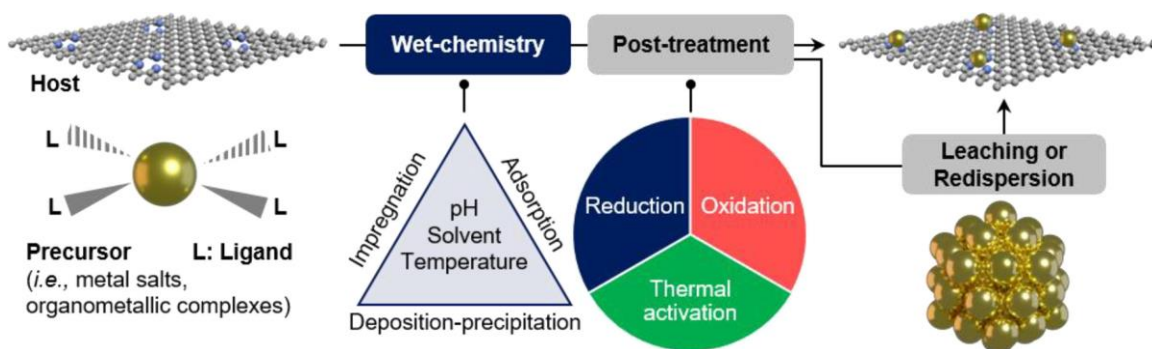 Host
L
L
L
L
Precursor
L: Ligand
(i.e., metal salts,
organometallic complexes)
Wet-chemistry
Impregnation
Adsorption
pH
Solvent
Temperature
Deposition-precipitation
Post-treatment
Reduction
Oxidation
Thermal
activation
Leaching or
Redispersion